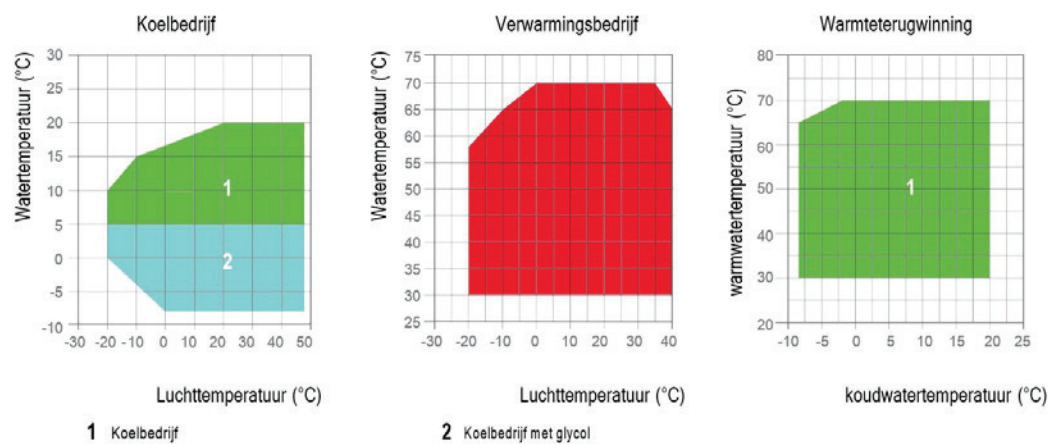 Koelbedrijf
Watertemperatuur (°C)
30
25
20
15
10
5
0
-5
-10
1
2
-30 -20 -10 0 10 20 30 40 50
Luchttemperatuur (°C)
Verwarmingsbedrijf
Watertemperatuur (°C)
75
70
65
60
55
50
45
40
35
30
25
-30 -20 -10 0 10 20 30 40
Luchttemperatuur (°C)
Warmteterugwinning
warmwatertemperatuur (°C)
80
70
60
50
40
30
20
1
-10 -5 0 5 10 15 20 25
koudwatertemperatuur (°C)
1 Koelbedrijf
2 Koelbedrijf met glycol